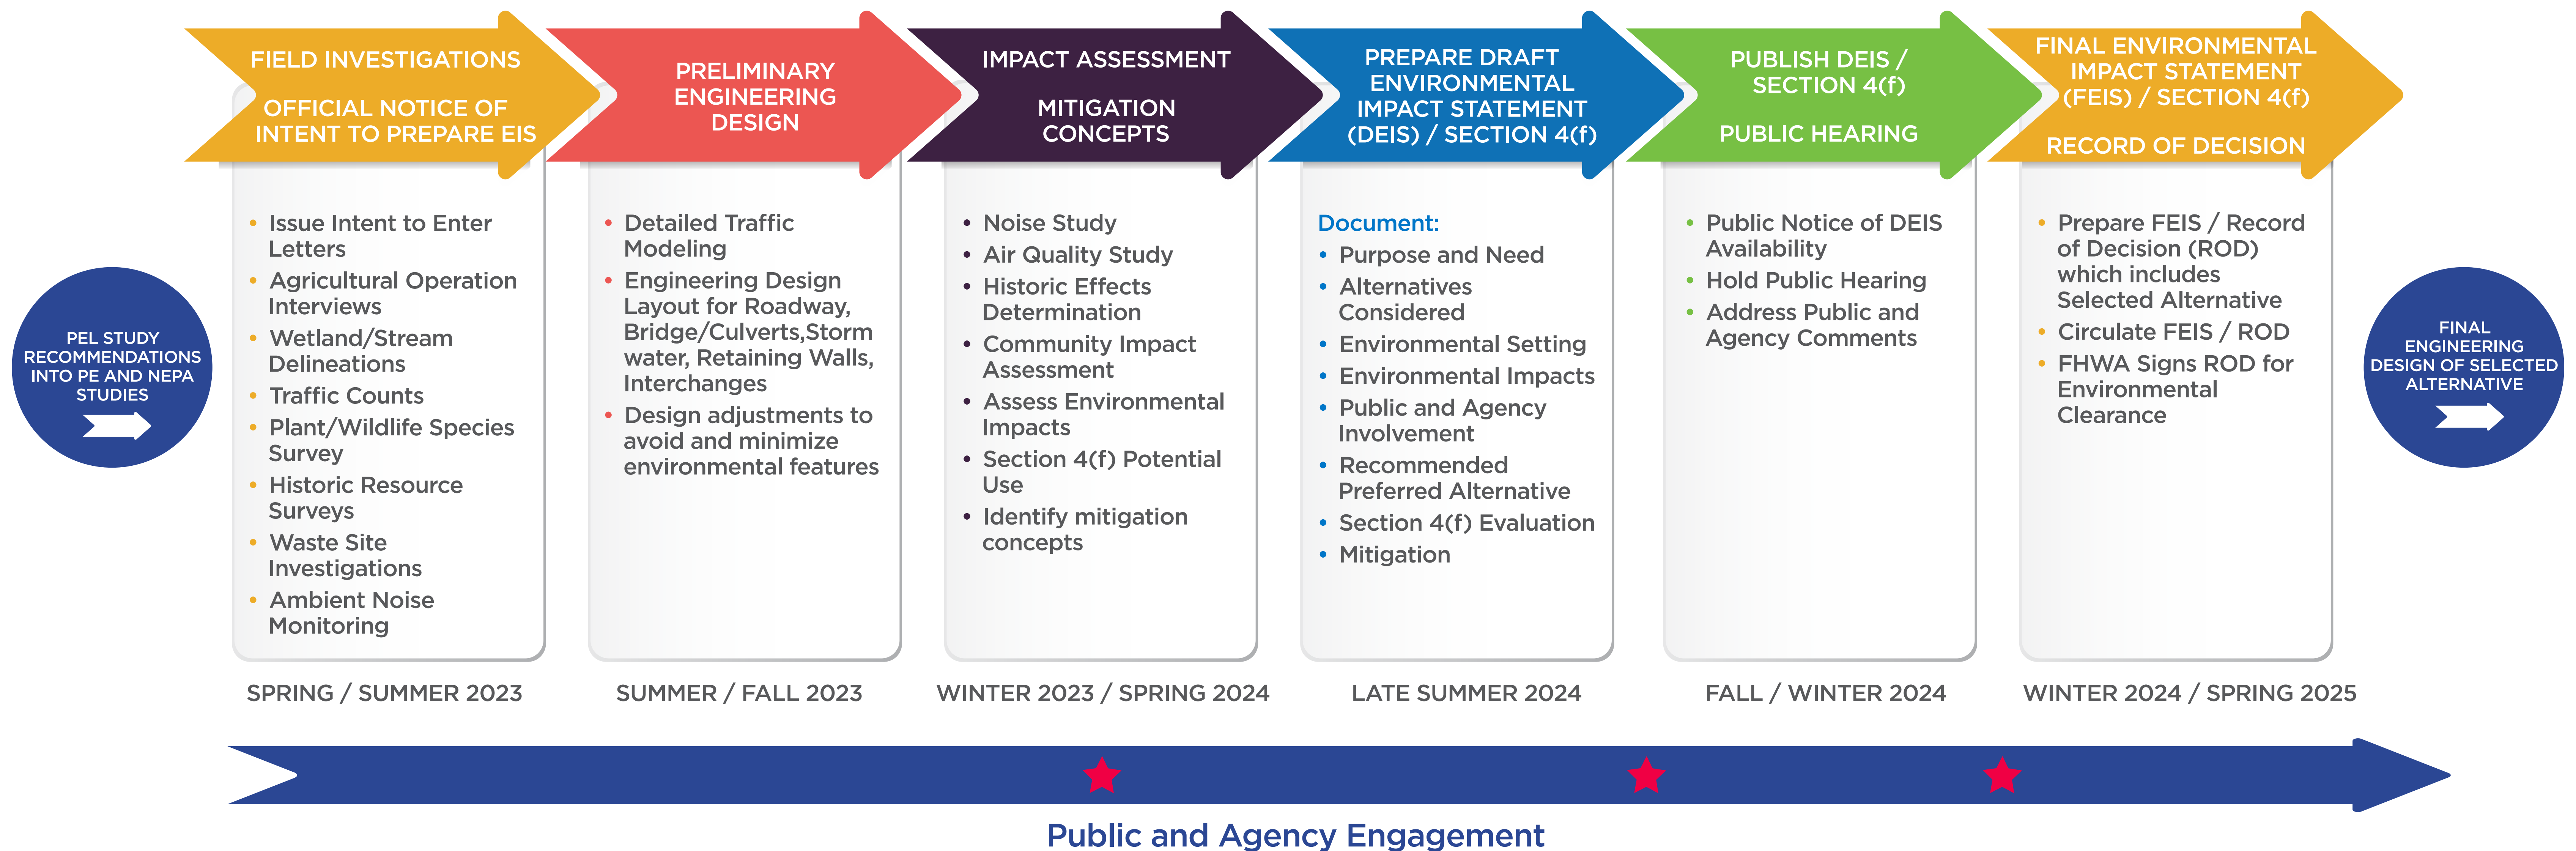 PEL STUDY
RECOMMENDATIONS
INTO PE AND NEPA
STUDIES
FIELD INVESTIGATIONS
OFFICIAL NOTICE OF
INTENT TO PREPARE EIS
• Issue Intent to Enter
Letters
• Agricultural Operation
Interviews
• Wetland/Stream
Delineations
• Traffic Counts
• Plant/Wildlife Species
Survey
• Historic Resource
Surveys
• Waste Site
Investigations
• Ambient Noise
Monitoring
SPRING / SUMMER 2023
PRELIMINARY
ENGINEERING
DESIGN
• Detailed Traffic
Modeling
• Engineering Design
Layout for Roadway,
Bridge/Culverts,Storm
water, Retaining Walls,
Interchanges
• Design adjustments to
avoid and minimize
environmental features
SUMMER / FALL 2023
IMPACT ASSESSMENT
MITIGATION
CONCEPTS
• Noise Study
• Air Quality Study
• Historic Effects
Determination
• Community Impact
Assessment
• Assess Environmental
Impacts
• Section 4(f) Potential
Use
• Identify mitigation
concepts
WINTER 2023 / SPRING 2024
PREPARE DRAFT
ENVIRONMENTAL
IMPACT STATEMENT
(DEIS) / SECTION 4(f)
Document:
• Purpose and Need
• Alternatives
Considered
• Environmental Setting
• Environmental Impacts
• Public and Agency
Involvement
• Recommended
Preferred Alternative
• Section 4(f) Evaluation
• Mitigation
LATE SUMMER 2024
PUBLISH DEIS /
SECTION 4(f)
PUBLIC HEARING
• Public Notice of DEIS
Availability
• Hold Public Hearing
• Address Public and
Agency Comments
FALL / WINTER 2024
FINAL ENVIRONMENTAL
IMPACT STATEMENT
(FEIS) / SECTION 4(f)
RECORD OF DECISION
• Prepare FEIS / Record
of Decision (ROD)
which includes
Selected Alternative
• Circulate FEIS / ROD
• FHWA Signs ROD for
Environmental
Clearance
WINTER 2024 / SPRING 2025
FINAL
ENGINEERING
DESIGN OF SELECTED
ALTERNATIVE
Public and Agency Engagement